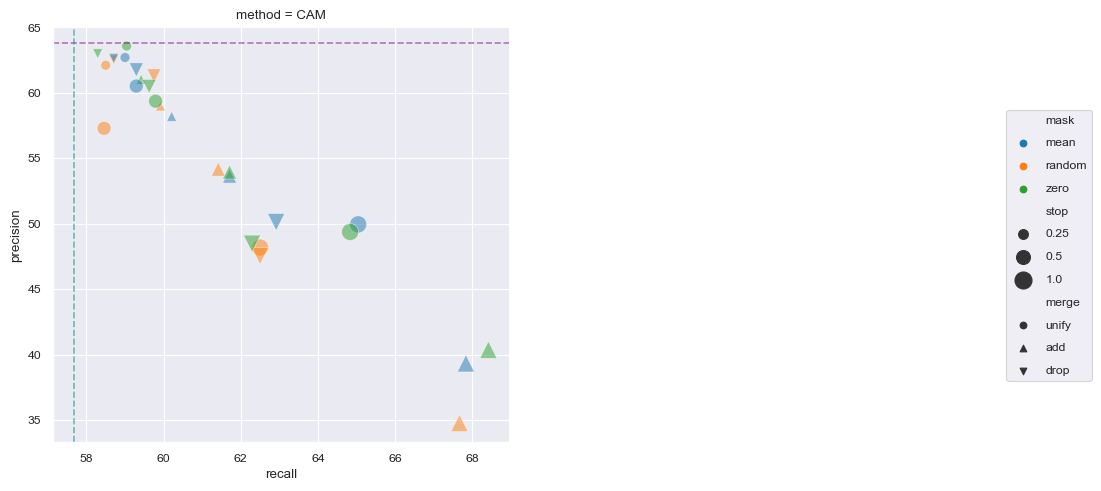 method = CAM
65
60
55
50
45
40
35
precision
58
60
62
64
66
68
recall
mask
mean
random
zero
stop
0.25
0.5
1.0
merge
unify
add
drop